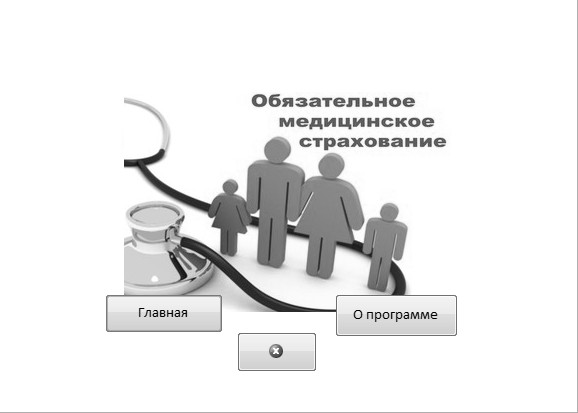 Обязательное
медицинское
страхование
Главная
О программе